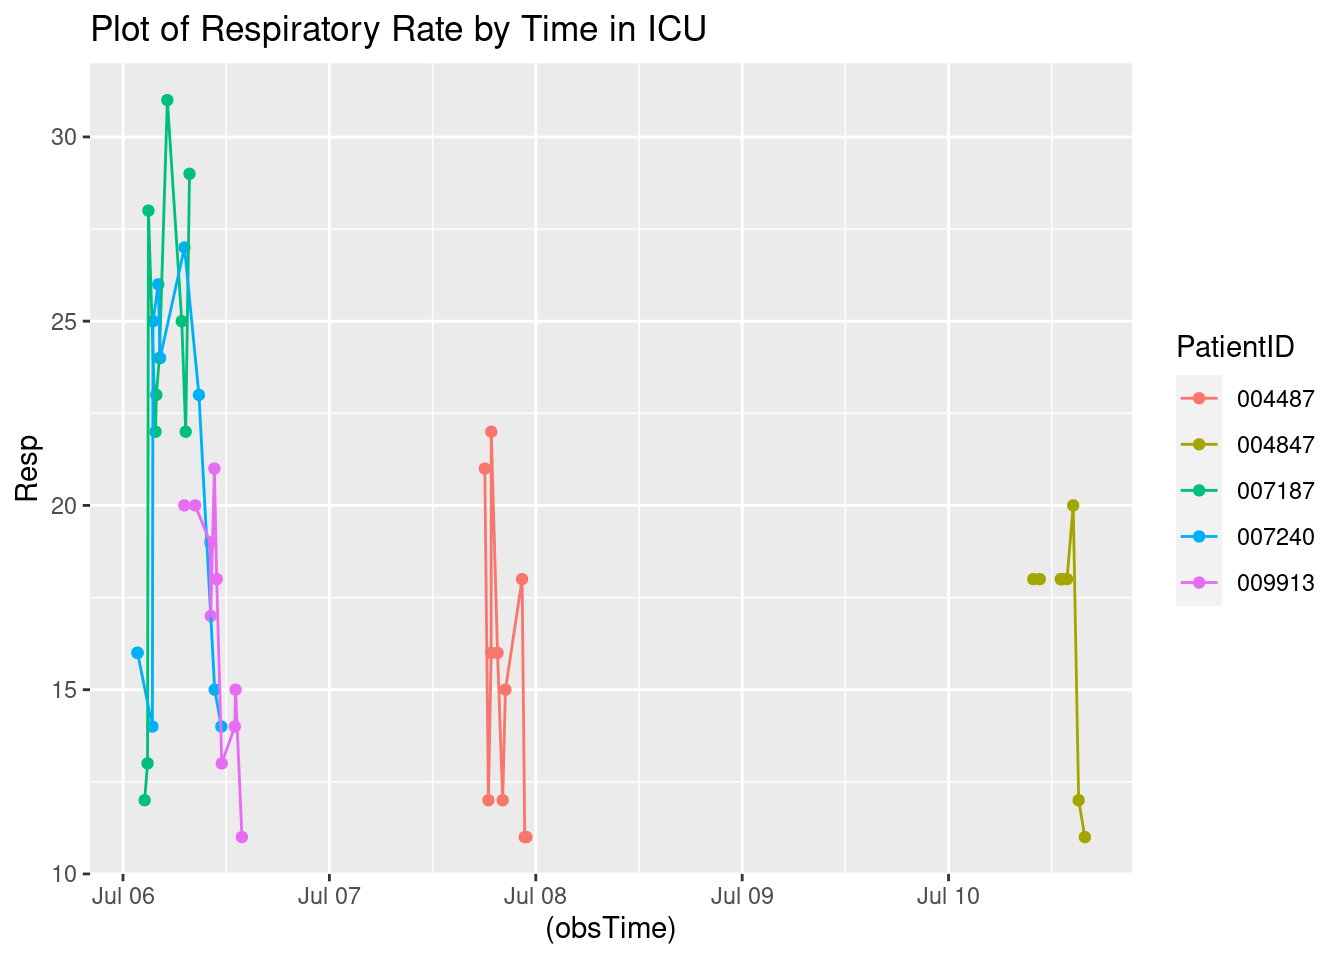 Plot of Respiratory Rate by Time in ICU
30
25
20
15
10
Resp
Jul 06 Jul 07 Jul 08 Jul 09 Jul 10
(obsTime)
PatientID
004487
004847
007187
007240
009913